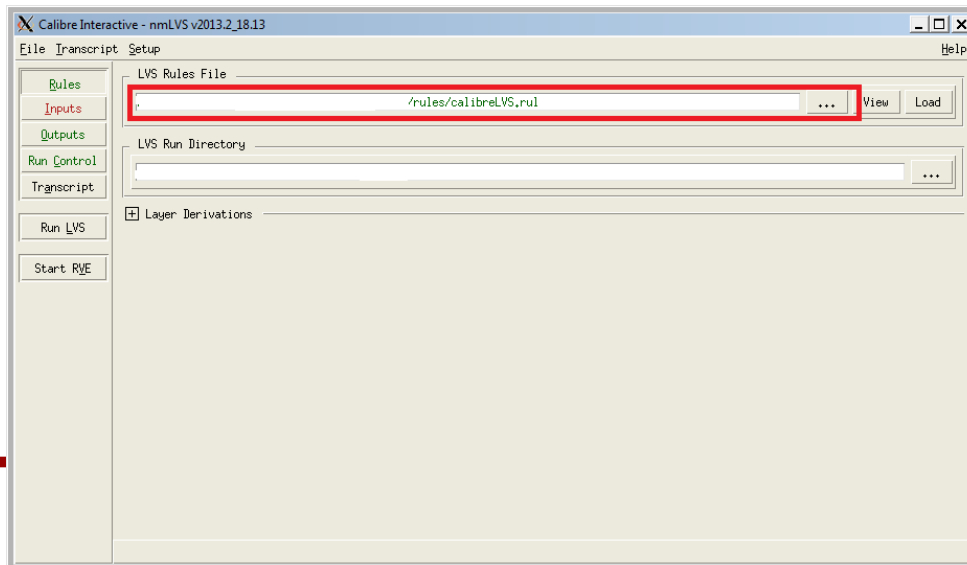 Calibre Interactive - nmLVS v2013.2_18.13
File Transcript Setup Help
Rules
Inputs
Outputs
Run Control
Transcript
Run LVS
Start RVE
LVS Rules File
/rules/calibreLVS.rul ... View Load
LVS Run Directory
...
+ Layer Derivations